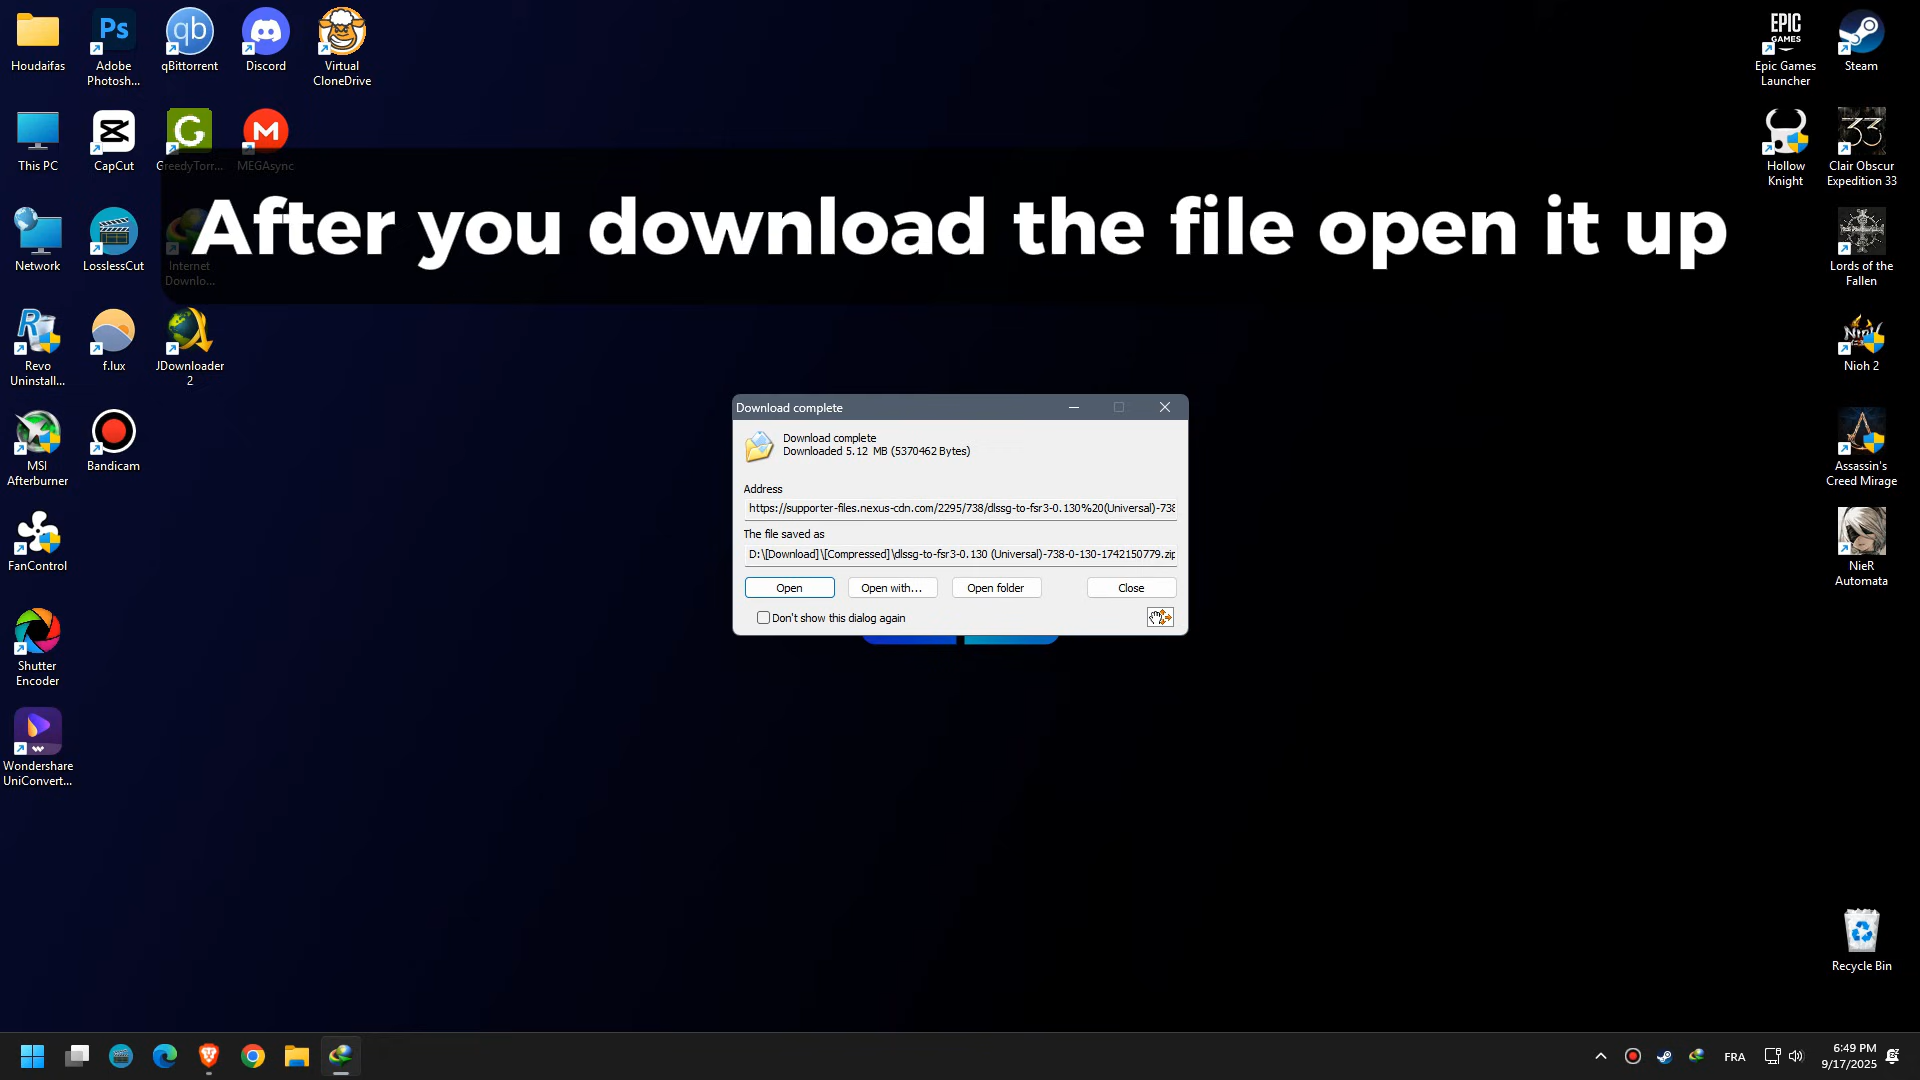 Houdaifas
Adobe
Photosh...
qBittorrent
Discord
Virtual
CloneDrive
Epic Games
Launcher
Steam
This PC
CapCut
GreedyTorr...
MEGAsync
Hollow
Knight
Clair Obscur
Expedition 33
After you download the file open it up
Network
LosslessCut
Internet
Downlo...
Lords of the
Fallen
Revo
Uninstall...
f.lux
JDownloader
2
Nioh 2
MSI
Afterburner
Bandicam
Assassin's
Creed Mirage
FanControl
NieR
Automata
Shutter
Encoder
Wondershare
UniConvert...
Download complete
Download complete
Downloaded 5.12 MB (5370462 Bytes)
Address
https://supporter-files.nexus-cdn.com/2295/738/dlssg-to-fsr3-0.130%20(Universal)-738
The file saved as
D:\[Download]\[Compressed]\dlssg-to-fsr3-0.130 (Universal)-738-0-130-1742150779.zip
Open
Open with...
Open folder
Close
Don't show this dialog again
Recycle Bin
FRA
6:49 PM
9/17/2025